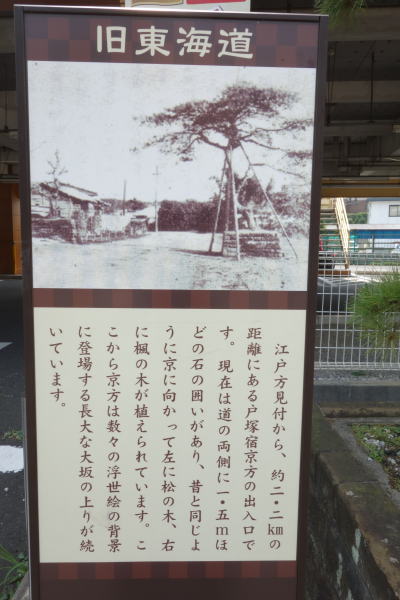 旧東海道
江戸方見付から、約二・二kmの
距離にある戸塚宿京方の出入口で
す。現在は道の両側に一・五mほ
どの石の囲いがあり、昔と同じよ
うに京に向かって左に松の木、右
に楓の木が植えられています。こ
こから京方は数々の浮世絵の背景
に登場する長大な大坂の上りが続
いています。